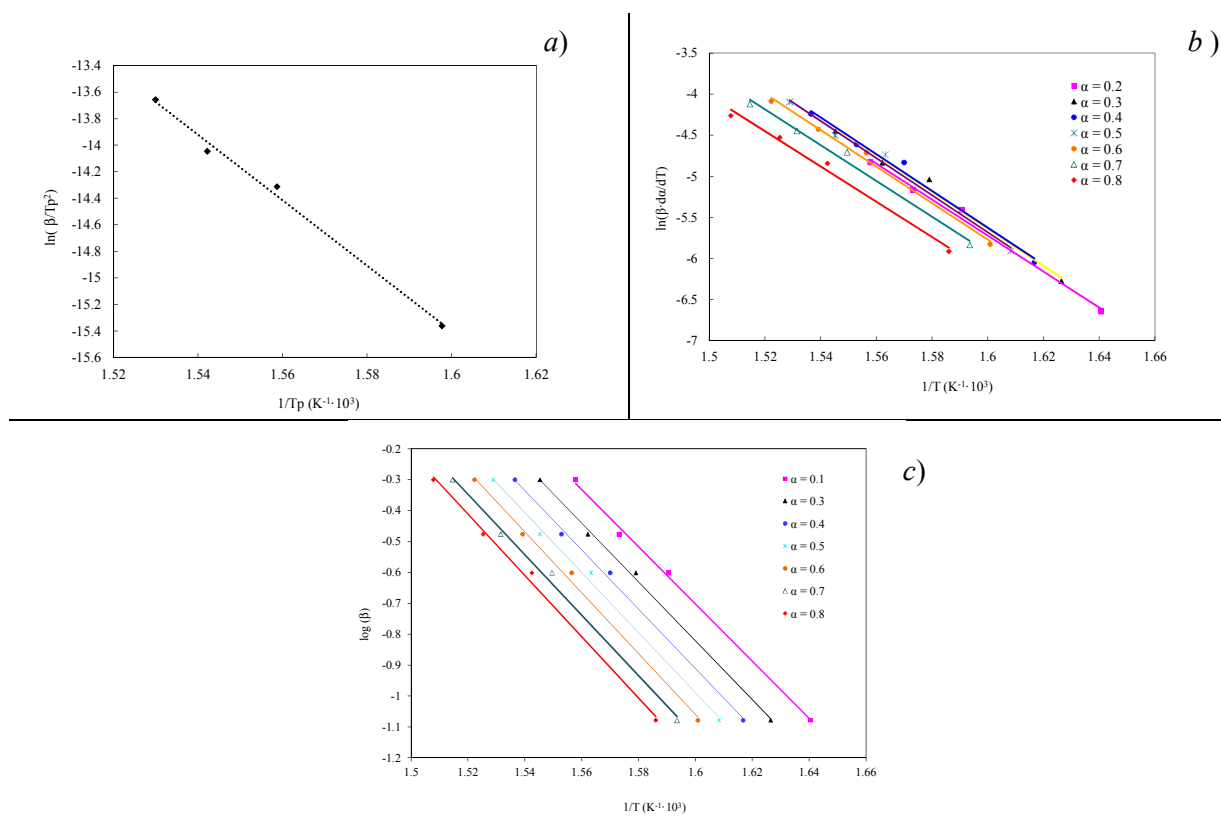 a)
-13.4
-13.6
-13.8
-14
-14.2
-14.4
-14.6
-14.8
-15
-15.2
-15.4
-15.6
ln( β/Tp²)
1.52 1.54 1.56 1.58 1.6 1.62
1/Tp (K⁻¹·10³)
b )
-3.5
-4
-4.5
-5
-5.5
-6
-6.5
-7
ln(β·dα/dT)
α = 0.2
α = 0.3
α = 0.4
α = 0.5
α = 0.6
α = 0.7
α = 0.8
1.5 1.52 1.54 1.56 1.58 1.6 1.62 1.64 1.66
1/T (K⁻¹·10³)
c)
-0.2
-0.3
-0.4
-0.5
-0.6
-0.7
-0.8
-0.9
-1
-1.1
-1.2
log (β)
α = 0.1
α = 0.3
α = 0.4
α = 0.5
α = 0.6
α = 0.7
α = 0.8
1.5 1.52 1.54 1.56 1.58 1.6 1.62 1.64 1.66
1/T (K⁻¹·10³)